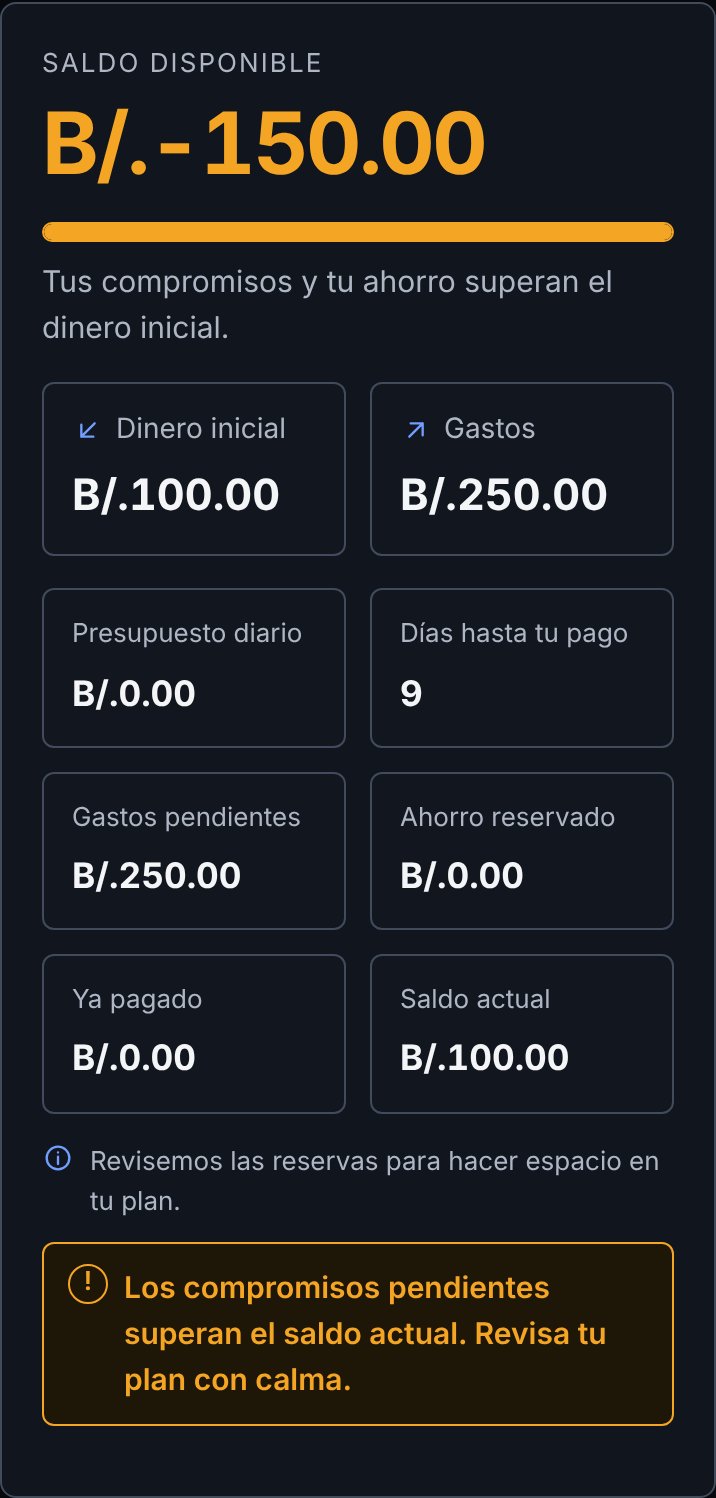 SALDO DISPONIBLE
B/.-150.00
Tus compromisos y tu ahorro superan el
dinero inicial.
Dinero inicial
B/.100.00
Gastos
B/.250.00
Presupuesto diario
B/.0.00
Días hasta tu pago
9
Gastos pendientes
B/.250.00
Ahorro reservado
B/.0.00
Ya pagado
B/.0.00
Saldo actual
B/.100.00
Revisemos las reservas para hacer espacio en
tu plan.
Los compromisos pendientes
superan el saldo actual. Revisa tu
plan con calma.